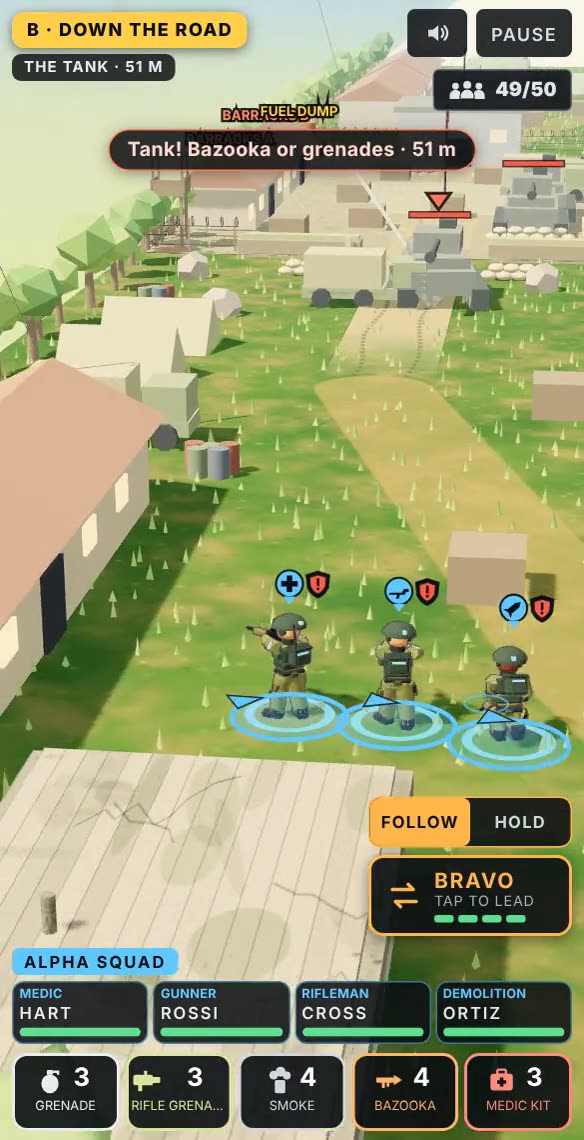 B · DOWN THE ROAD
PAUSE
THE TANK · 51 M
49/50
FUEL DUMP
Tank! Bazooka or grenades · 51 m
FOLLOW
HOLD
BRAVO
TAP TO LEAD
ALPHA SQUAD
MEDIC
HART
GUNNER
ROSSI
RIFLEMAN
CROSS
DEMOLITION
ORTIZ
3
GRENADE
3
RIFLE GRENA...
4
SMOKE
4
BAZOOKA
3
MEDIC KIT